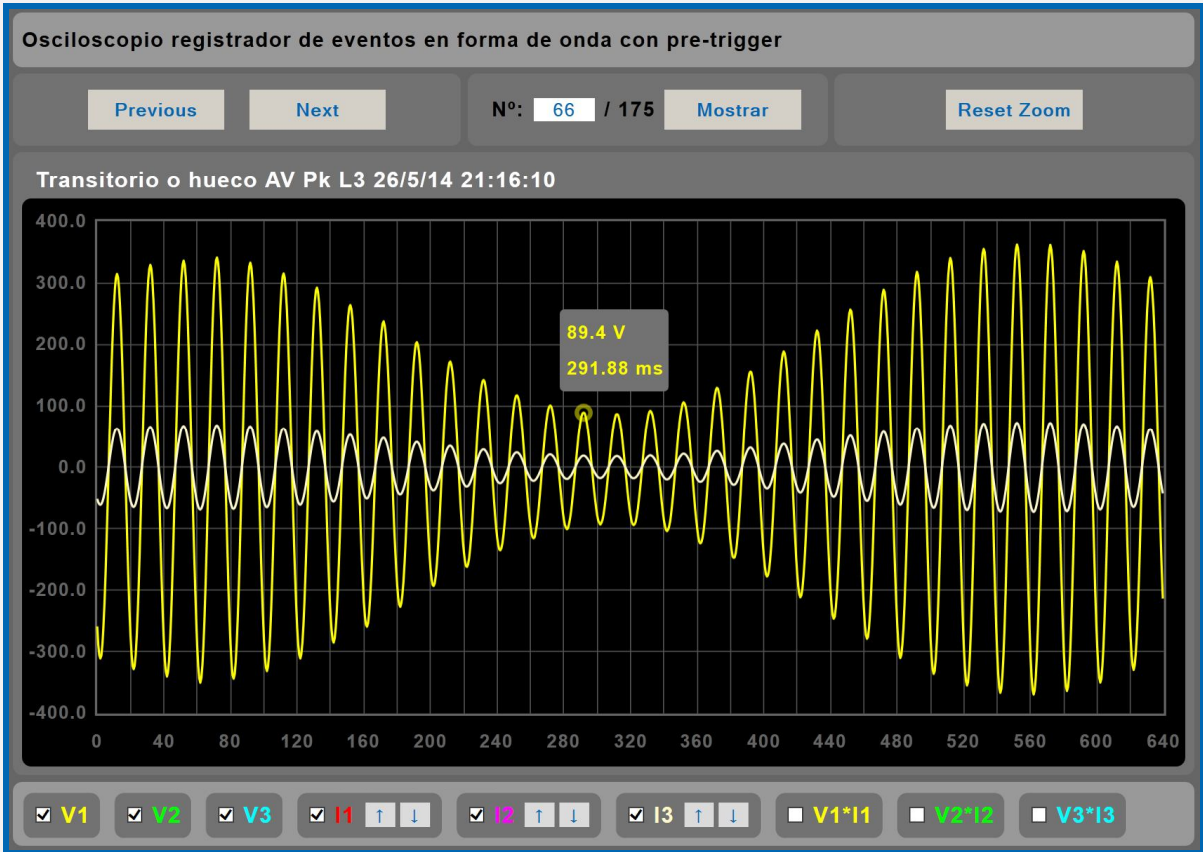 Osciloscopio registrador de eventos en forma de onda con pre-trigger
Previous Next Nº: 66 / 175 Mostrar Reset Zoom
Transitorio o hueco AV Pk L3 26/5/14 21:16:10
400.0
300.0
200.0
100.0
0.0
-100.0
-200.0
-300.0
-400.0
89.4 V
291.88 ms
0 40 80 120 160 200 240 280 320 360 400 440 480 520 560 600 640
V1 V2 V3 I1 ↑ ↓ I2 ↑ ↓ I3 ↑ ↓ V1*I1 V2*I2 V3*I3